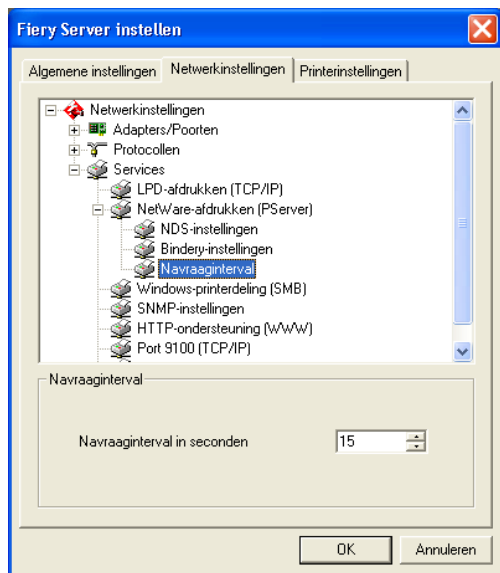 Fiery Server instellen
Algemene instellingen Netwerkinstellingen Printerinstellingen
Netwerkinstellingen
Adapters/Poorten
Protocollen
Services
LPD-afdrukken (TCP/IP)
NetWare-afdrukken (PServer)
NDS-instellingen
Bindery-instellingen
Navraaginterval
Windows-printerdeling (SMB)
SNMP-instellingen
HTTP-ondersteuning (WWW)
Port 9100 (TCP/IP)
Navraaginterval
Navraaginterval in seconden 15
OK Annuleren